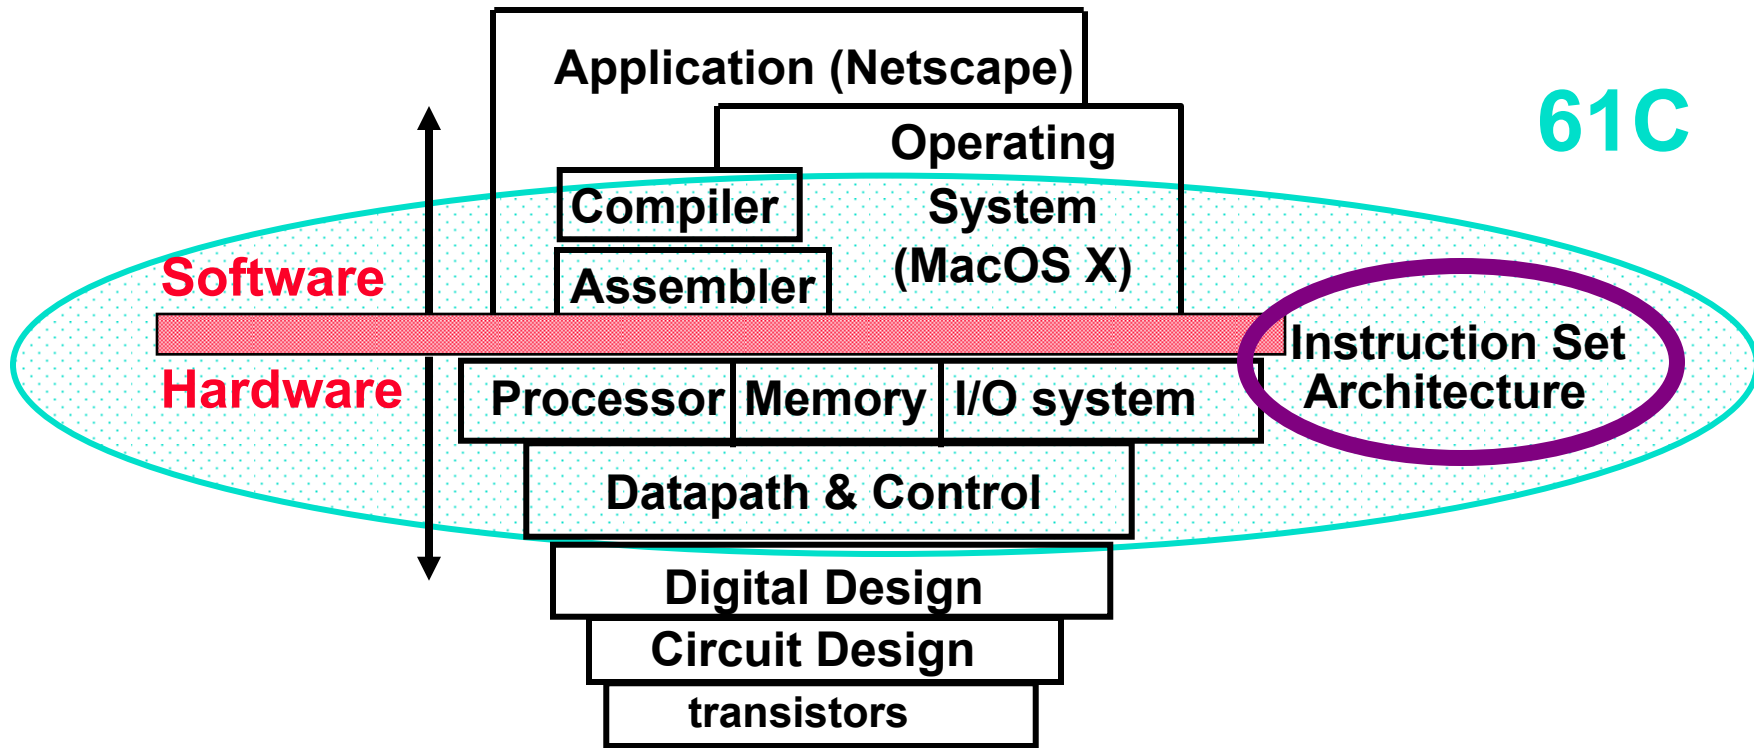 Application (Netscape)
61C
Operating
Compiler
System
(MacOS X)
Software
Assembler
Instruction Set
Architecture
Hardware
Processor
Memory
I/O system
Datapath & Control
Digital Design
Circuit Design
transistors